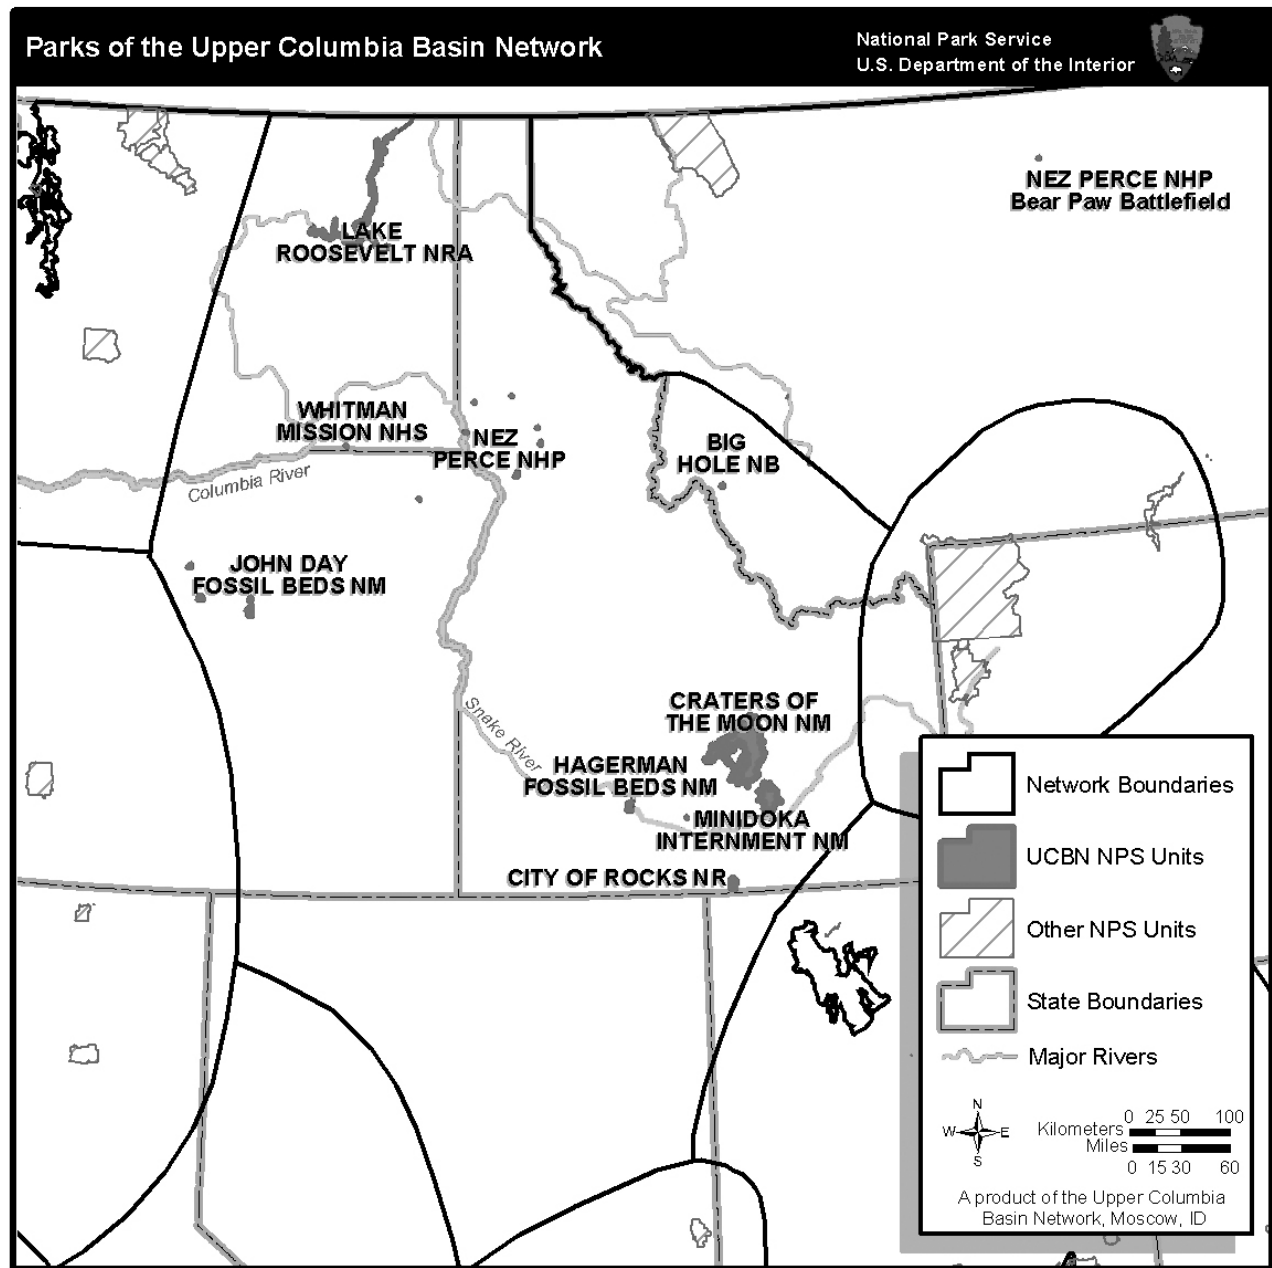 Parks of the Upper Columbia Basin Network
National Park Service
U.S. Department of the Interior
NEZ PERCE NHP
Bear Paw Battlefield
LAKE
ROOSEVELT NRA
WHITMAN
MISSION NHS
NEZ
PERCE NHP
BIG
HOLE NB
Columbia River
JOHN DAY
FOSSIL BEDS NM
Snake River
CRATERS OF
THE MOON NM
HAGERMAN
FOSSIL BEDS NM
MINIDOKA
INTERNMENT NM
CITY OF ROCKS NR
Network Boundaries
UCBN NPS Units
Other NPS Units
State Boundaries
Major Rivers
N
W E
S
0 25 50 100
Kilometers
Miles
0 15 30 60
A product of the Upper Columbia
Basin Network, Moscow, ID